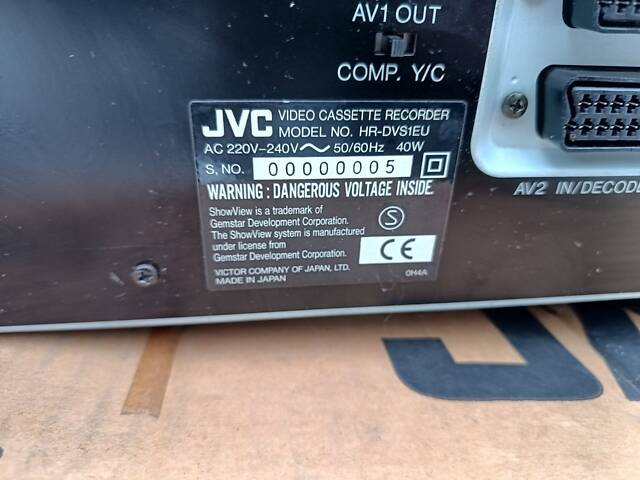 AV1 OUT
COMP. Y/C
JVC VIDEO CASSETTE RECORDER
MODEL NO. HR-DVS1EU
AC 220V~240V 50/60Hz 40W
S. NO. 00000005
WARNING : DANGEROUS VOLTAGE INSIDE.
ShowView is a trademark of
Gemstar Development Corporation.
The ShowView system is manufactured
under license from
Gemstar Development Corporation.
S
CE
VICTOR COMPANY OF JAPAN, LTD.
MADE IN JAPAN
0H4A
AV2 IN/DECODE